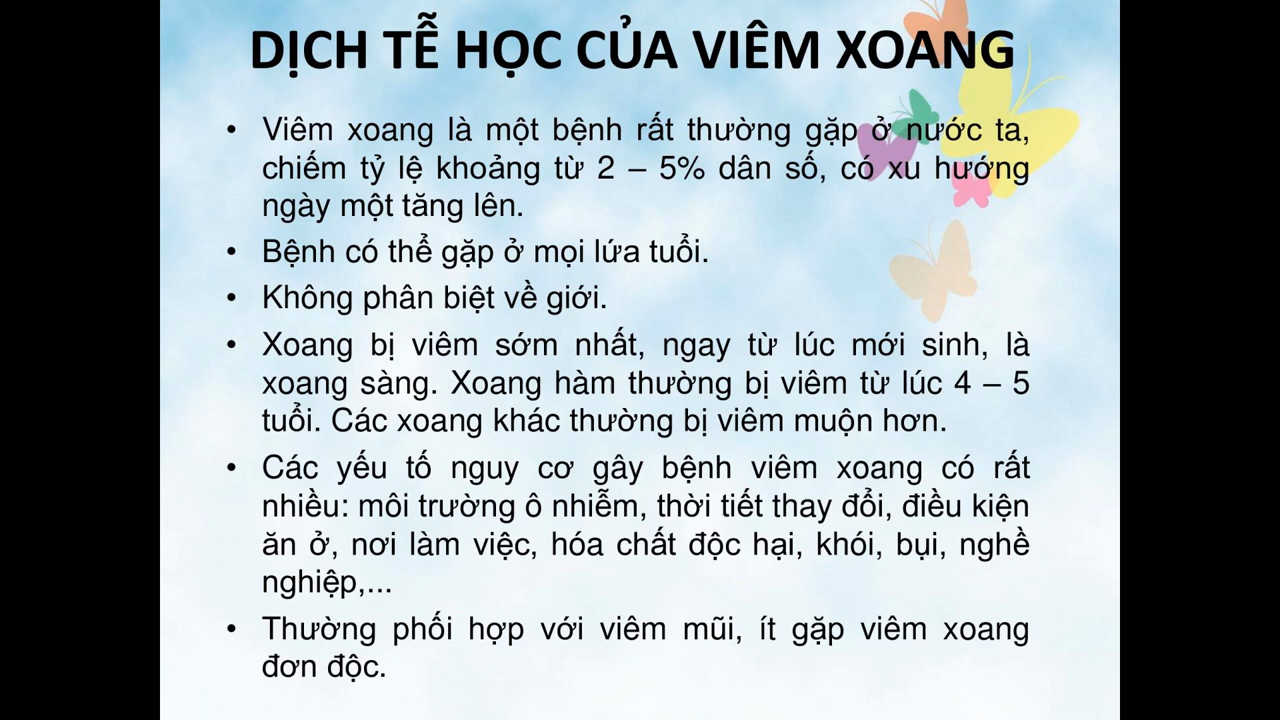 DỊCH TỄ HỌC CỦA VIÊM XOANG
• Viêm xoang là một bệnh rất thường gặp ở nước ta,
chiếm tỷ lệ khoảng từ 2 – 5% dân số, có xu hướng
ngày một tăng lên.
• Bệnh có thể gặp ở mọi lứa tuổi.
• Không phân biệt về giới.
• Xoang bị viêm sớm nhất, ngay từ lúc mới sinh, là
xoang sàng. Xoang hàm thường bị viêm từ lúc 4 – 5
tuổi. Các xoang khác thường bị viêm muộn hơn.
• Các yếu tố nguy cơ gây bệnh viêm xoang có rất
nhiều: môi trường ô nhiễm, thời tiết thay đổi, điều kiện
ăn ở, nơi làm việc, hóa chất độc hại, khói, bụi, nghề
nghiệp,...
• Thường phối hợp với viêm mũi, ít gặp viêm xoang
đơn độc.